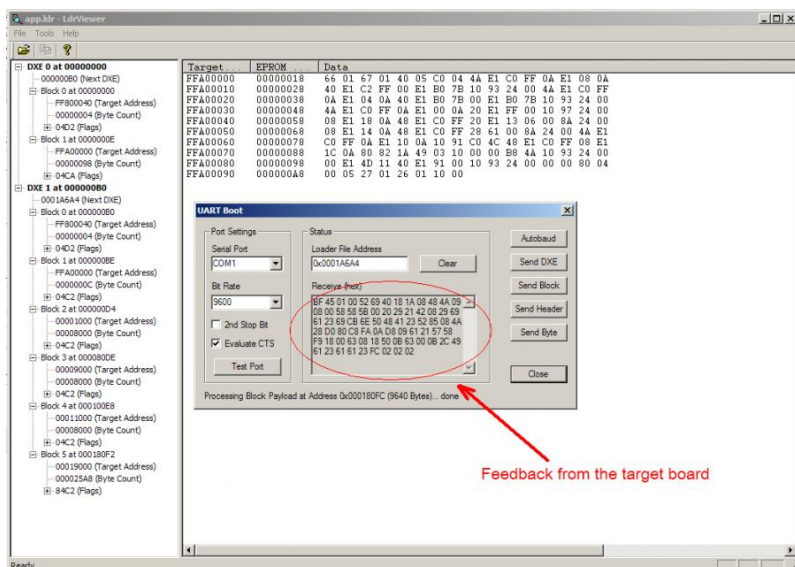 app.ldr - LdrViewer
File Tools Help
DXE 0 at 00000000
000000B0 (Next DXE)
Block 0 at 00000000
FF800040 (Target Address)
00000004 (Byte Count)
04D2 (Flags)
Block 1 at 0000000E
FFA00000 (Target Address)
00000098 (Byte Count)
04CA (Flags)
DXE 1 at 000000B0
0001A6A4 (Next DXE)
Block 0 at 000000B0
FF800040 (Target Address)
00000004 (Byte Count)
04D2 (Flags)
Block 1 at 000000BE
FFA00000 (Target Address)
0000000C (Byte Count)
04C2 (Flags)
Block 2 at 000000D4
00001000 (Target Address)
00008000 (Byte Count)
04C2 (Flags)
Block 3 at 000080DE
00009000 (Target Address)
00008000 (Byte Count)
04C2 (Flags)
Block 4 at 000100E8
00011000 (Target Address)
00008000 (Byte Count)
04C2 (Flags)
Block 5 at 000180F2
00019000 (Target Address)
000025A8 (Byte Count)
84C2 (Flags)
Target... EPROM ... Data
FFA00000 00000018 66 01 67 01 40 05 C0 04 4A E1 C0 FF 0A E1 08 0A
FFA00010 00000028 40 E1 C2 FF 00 E1 B0 7B 10 93 24 00 4A E1 C0 FF
FFA00020 00000038 0A E1 04 0A 40 E1 B0 7B 00 E1 B0 7B 10 93 24 00
FFA00030 00000048 4A E1 C0 FF 0A E1 00 0A 20 E1 FF 00 10 97 24 00
FFA00040 00000058 08 E1 18 0A 48 E1 C0 FF 20 E1 13 06 00 8A 24 00
FFA00050 00000068 08 E1 14 0A 48 E1 C0 FF 28 61 00 8A 24 00 4A E1
FFA00060 00000078 C0 FF 0A E1 10 0A 10 91 C0 4C 48 E1 C0 FF 08 E1
FFA00070 00000088 1C 0A 80 82 1A 49 03 10 00 00 B8 4A 10 93 24 00
FFA00080 00000098 00 E1 4D 11 40 E1 91 00 10 93 24 00 00 00 80 04
FFA00090 000000A8 00 05 27 01 26 01 10 00
UART Boot
Port Settings
Serial Port
COM1
Bit Rate
9600
2nd Stop Bit
Evaluate CTS
Test Port
Status
Loader File Address
0x0001A6A4
Clear
Receive (hex)
BF 45 01 00 52 69 40 18 1A 08 48 4A 09
08 00 58 58 5B 00 20 29 21 42 08 29 69
61 23 69 CB 6E 50 48 41 23 52 85 08 4A
28 D0 80 C8 FA 0A D8 09 61 21 57 58
F9 18 00 63 08 18 50 0B 63 00 0B 2C 49
61 23 61 61 23 FC 02 02 02
Autobaud
Send DXE
Send Block
Send Header
Send Byte
Close
Processing Block Payload at Address 0x000180FC (9640 Bytes)... done
Feedback from the target board
Ready